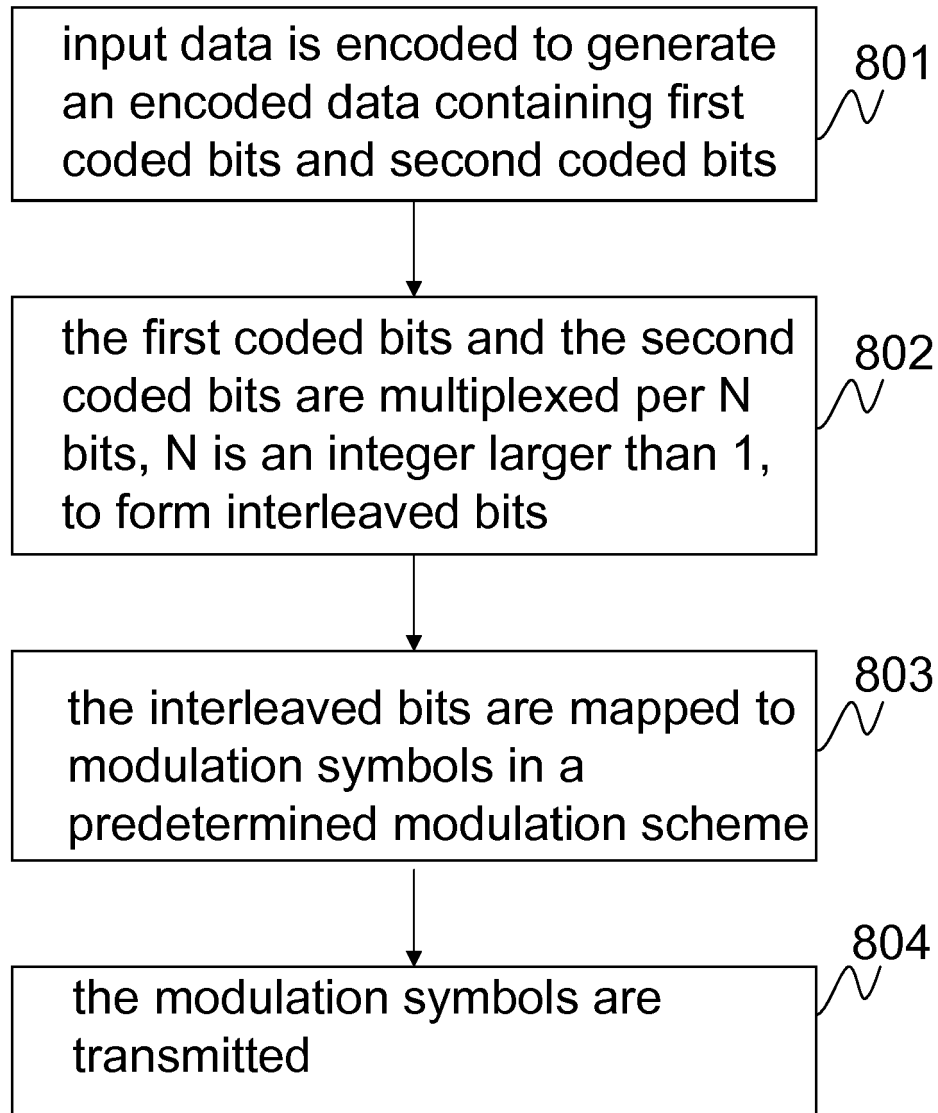 input data is encoded to generate
an encoded data containing first
coded bits and second coded bits
801
the first coded bits and the second
coded bits are multiplexed per N
bits, N is an integer larger than 1,
to form interleaved bits
802
the interleaved bits are mapped to
modulation symbols in a
predetermined modulation scheme
803
the modulation symbols are
transmitted
804